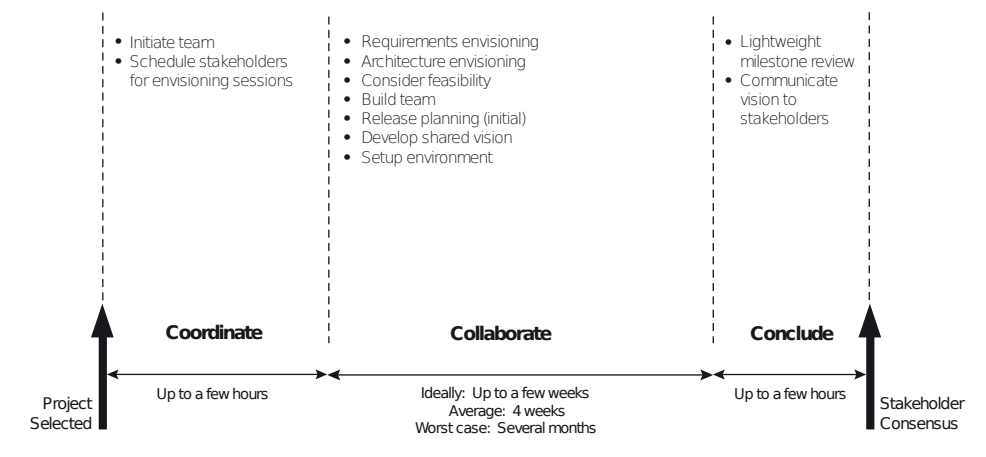 • Initiate team
• Schedule stakeholders
for envisioning sessions
• Requirements envisioning
• Architecture envisioning
• Consider feasibility
• Build team
• Release planning (initial)
• Develop shared vision
• Setup environment
• Lightweight
milestone review
• Communicate
vision to
stakeholders
Coordinate
Collaborate
Conclude
Up to a few hours
Ideally: Up to a few weeks
Average: 4 weeks
Worst case: Several months
Up to a few hours
Project
Selected
Stakeholder
Consensus